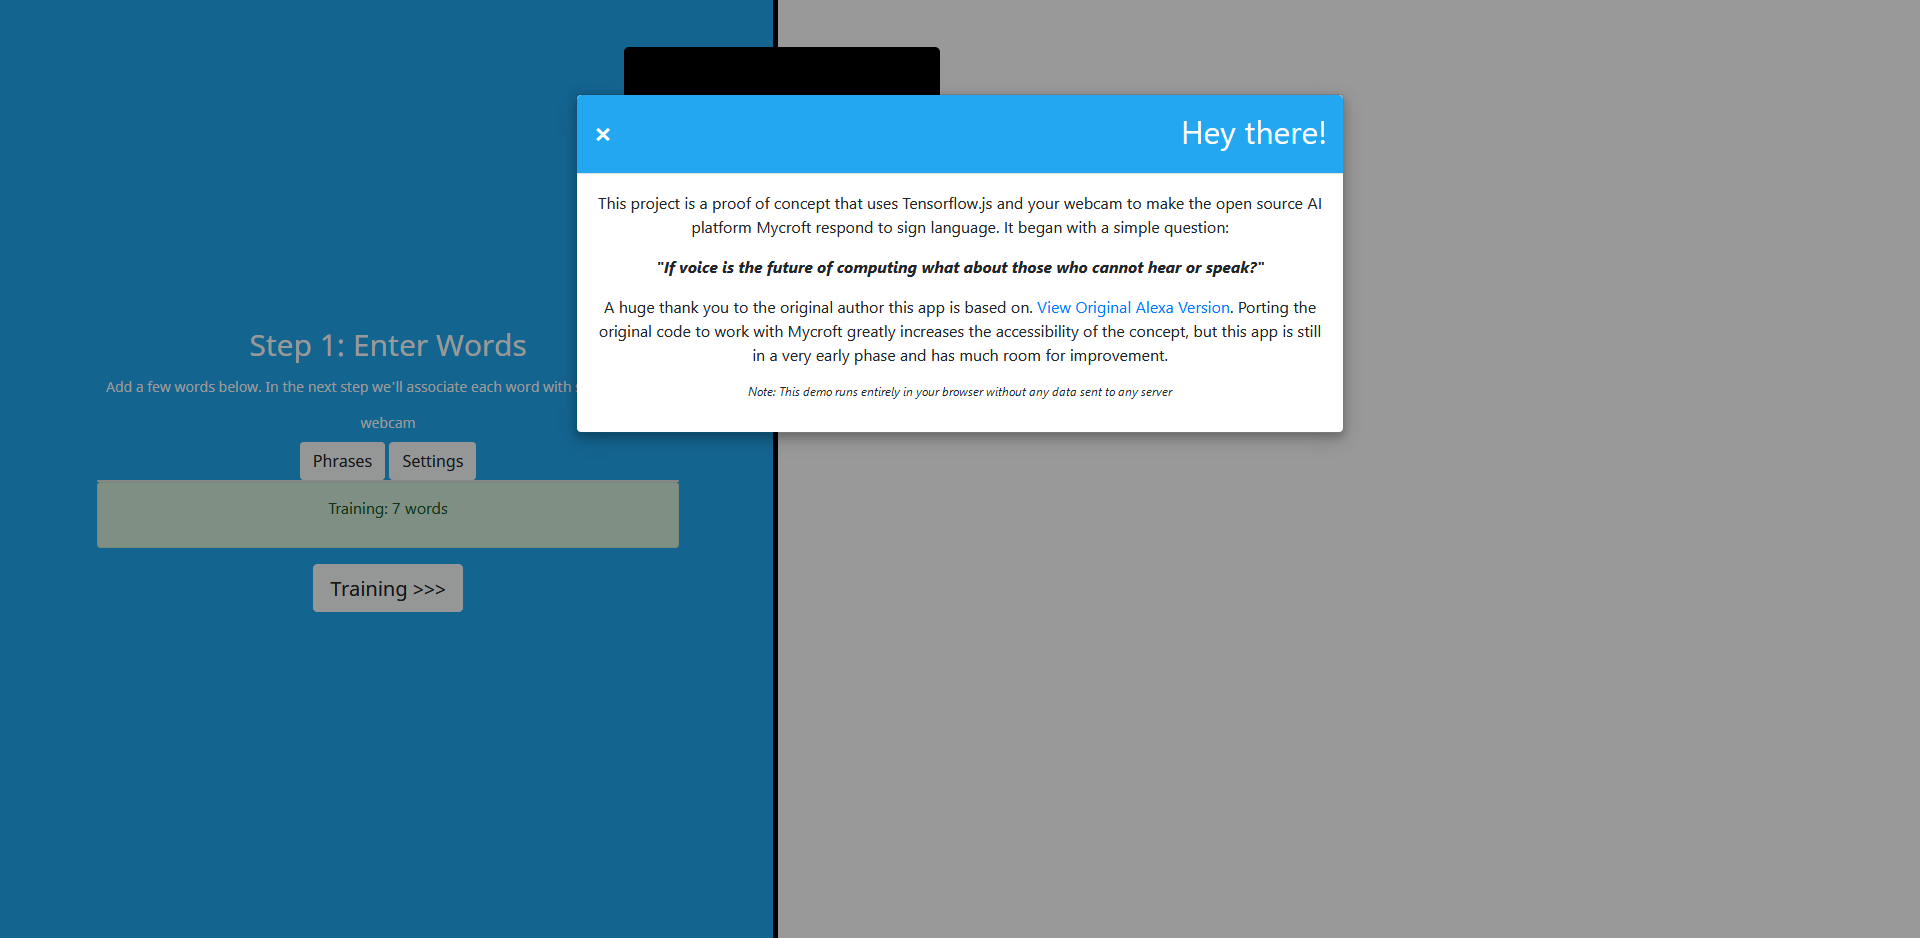 ×
Hey there!
This project is a proof of concept that uses Tensorflow.js and your webcam to make the open source AI
platform Mycroft respond to sign language. It began with a simple question:
"If voice is the future of computing what about those who cannot hear or speak?"
A huge thank you to the original author this app is based on. View Original Alexa Version. Porting the
original code to work with Mycroft greatly increases the accessibility of the concept, but this app is still
in a very early phase and has much room for improvement.
Note: This demo runs entirely in your browser without any data sent to any server
Step 1: Enter Words
Add a few words below. In the next step we'll associate each word with
webcam
Phrases Settings
Training: 7 words
Training >>>